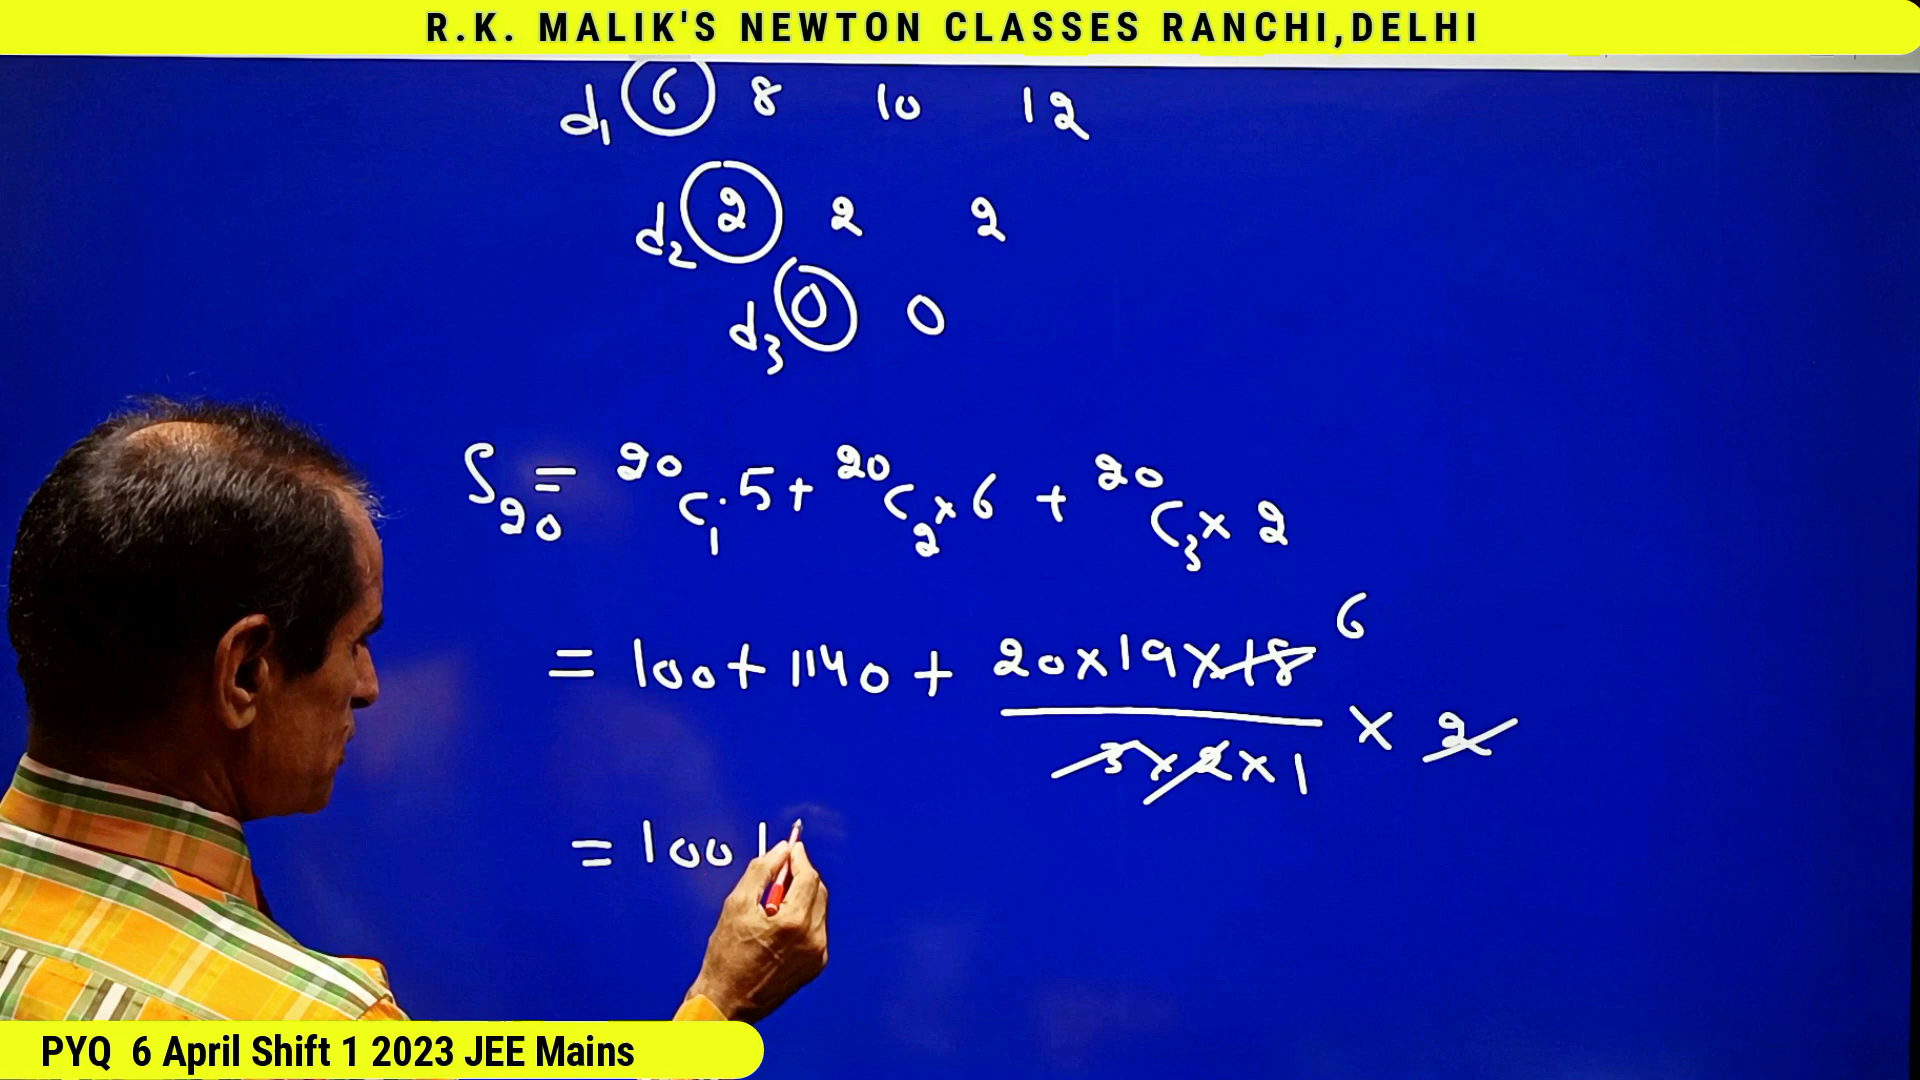 R.K. MALIK'S NEWTON CLASSES RANCHI,DELHI
d₁ 6 8 10 12
d₂ 2 2 2
d₃ 0 0
S₂₀ = ²⁰C₁·5 + ²⁰C₂×6 + ²⁰C₃×2
= 100 + 1140 + (20×19×18)/(3×2×1) × 2
6
= 100
PYQ 6 April Shift 1 2023 JEE Mains